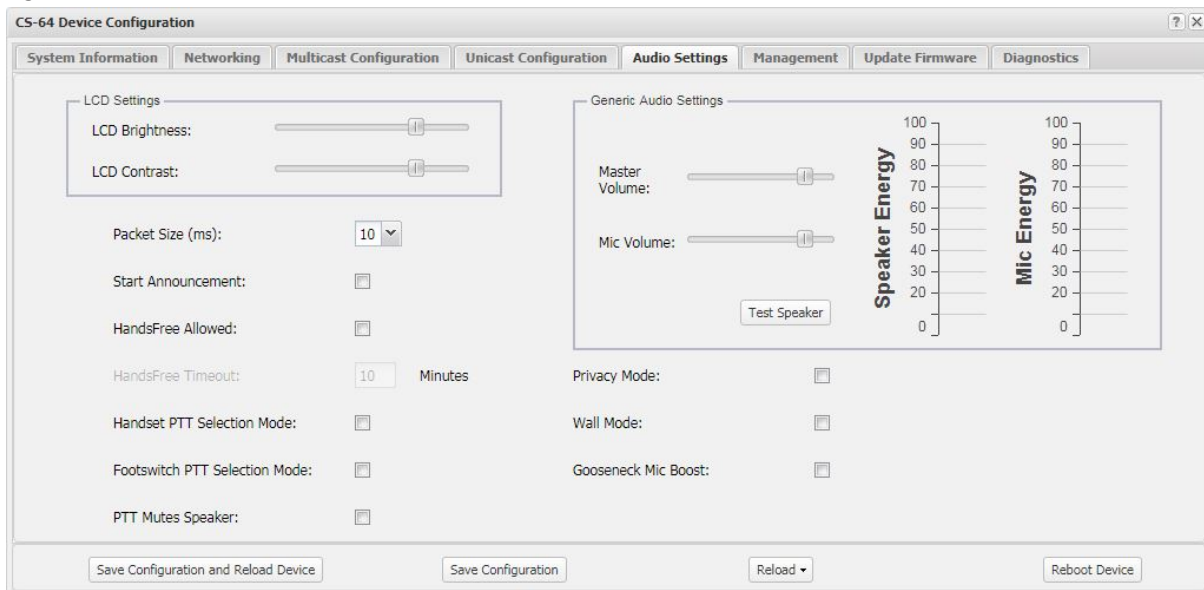 CS-64 Device Configuration
?
X
System Information
Networking
Multicast Configuration
Unicast Configuration
Audio Settings
Management
Update Firmware
Diagnostics
LCD Settings
LCD Brightness:
LCD Contrast:
Packet Size (ms):
10
Start Announcement:
HandsFree Allowed:
HandsFree Timeout:
10
Minutes
Handset PTT Selection Mode:
Footswitch PTT Selection Mode:
PTT Mutes Speaker:
Generic Audio Settings
Master
Volume:
Mic Volume:
Test Speaker
Speaker Energy
100
90
80
70
60
50
40
30
20
0
Mic Energy
100
90
80
70
60
50
40
30
20
0
Privacy Mode:
Wall Mode:
Gooseneck Mic Boost:
Save Configuration and Reload Device
Save Configuration
Reload
Reboot Device